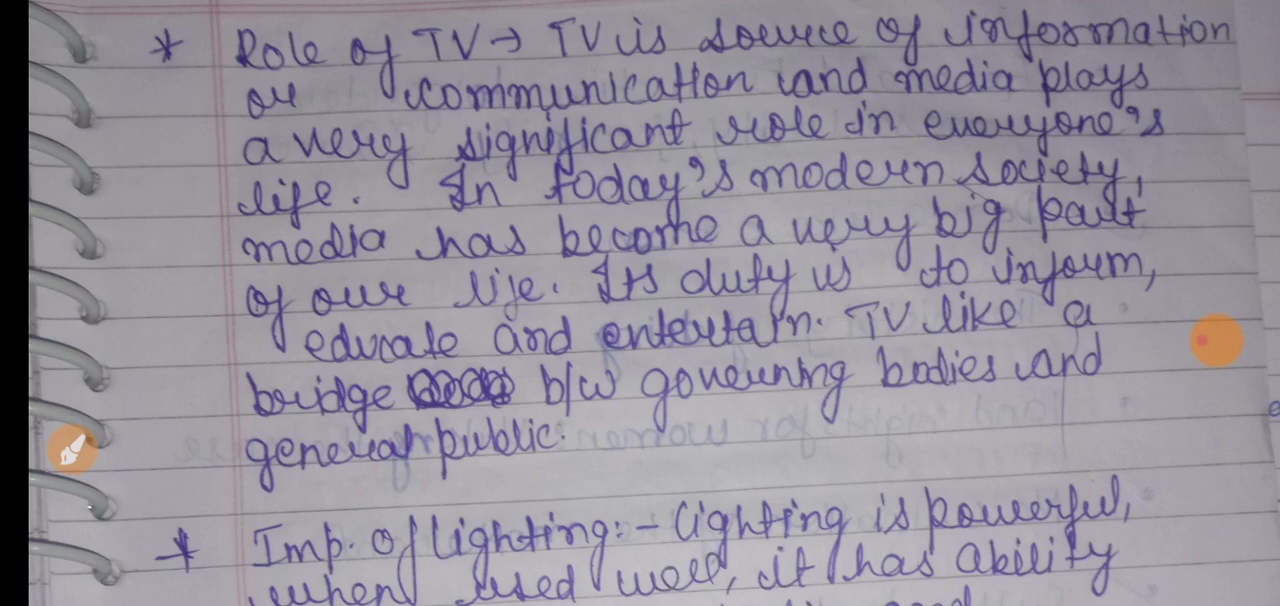 * Role of TV → TV is source of information
or communication and media plays
a very significant role in everyone's
life. In today's modern society,
media has become a very big part
of our life. Its duty is to inform,
educate and entertain. TV like a
bridge b/w governing bodies and
general public.
* Imp. Of lighting:- lighting is powerful,
when used well, it has ability